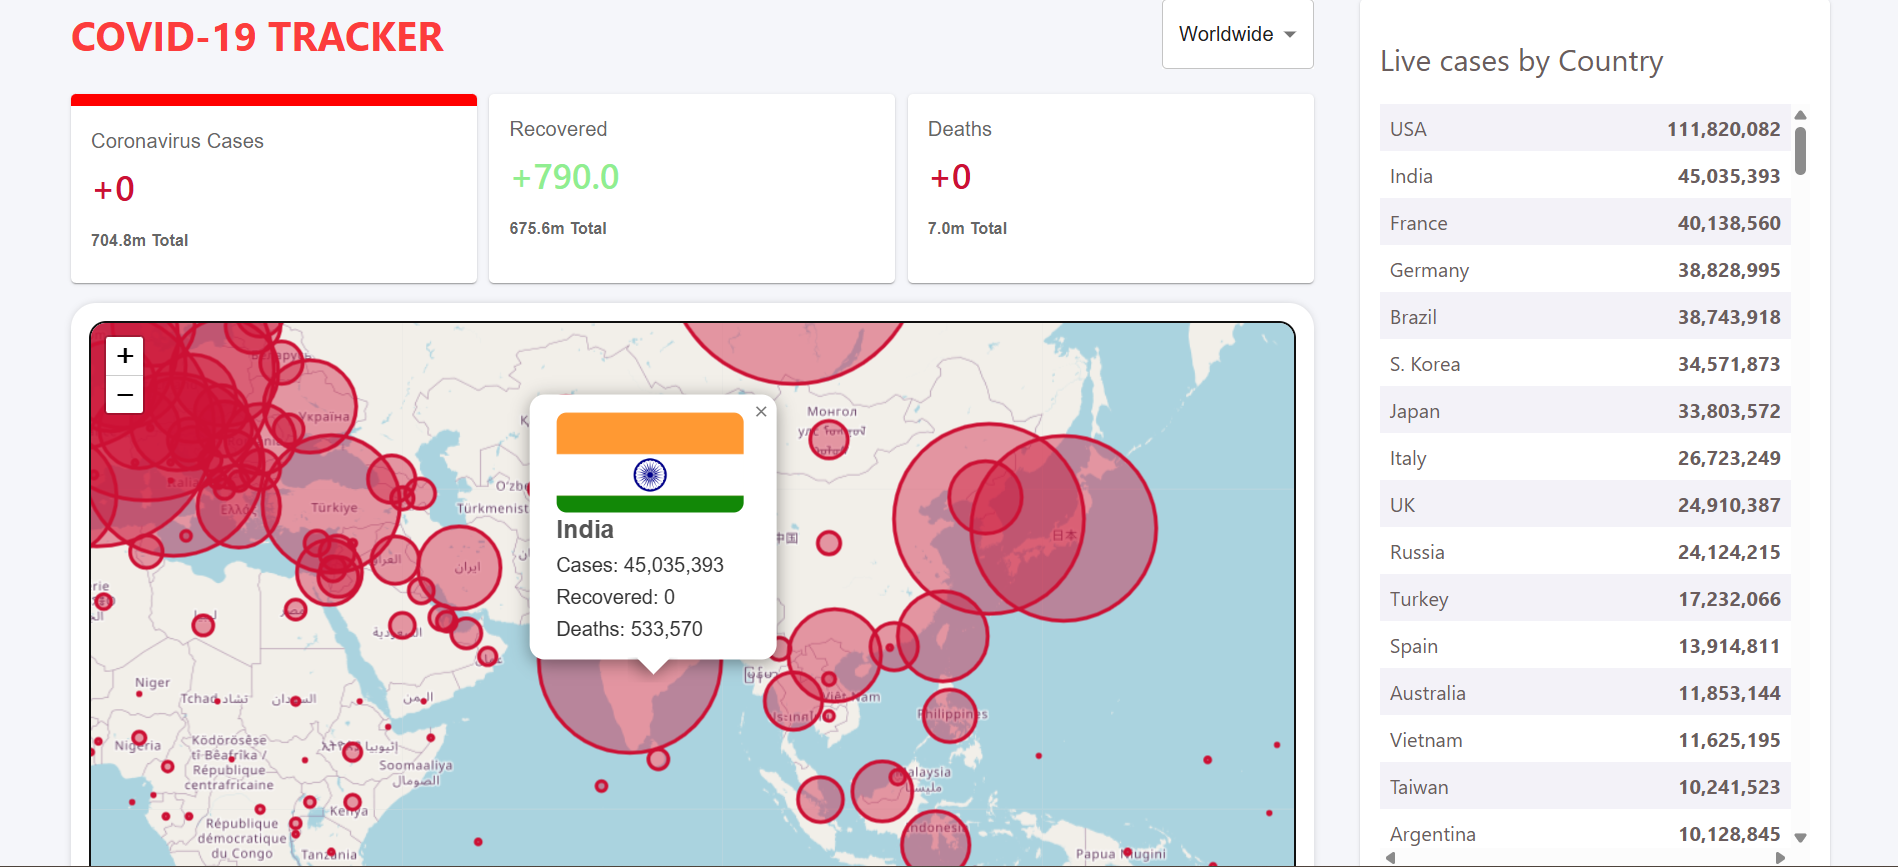 COVID-19 TRACKER
Worldwide
Coronavirus Cases
+0
704.8m Total
Recovered
+790.0
675.6m Total
Deaths
+0
7.0m Total
+
−
Україна
Монгол
улс
Türkiye
Ελλάς
Italia
O'zb
Türkmenist
中国
日本
ایران
العراق
السعودية
عمان
مصر
ليبيا
Niger
Tchad تشاد
السودان
اليمن
Nigeria
Ködörösêse
tî Bêafrîka /
République
centrafricaine
Soomaaliya
الصومال
Kenya
République
démocratique
du Congo
Tanzania
Việt Nam
Philippines
Malaysia
Indonesia
Papua Niugini
×
India
Cases: 45,035,393
Recovered: 0
Deaths: 533,570
Live cases by Country
USA 111,820,082
India 45,035,393
France 40,138,560
Germany 38,828,995
Brazil 38,743,918
S. Korea 34,571,873
Japan 33,803,572
Italy 26,723,249
UK 24,910,387
Russia 24,124,215
Turkey 17,232,066
Spain 13,914,811
Australia 11,853,144
Vietnam 11,625,195
Taiwan 10,241,523
Argentina 10,128,845